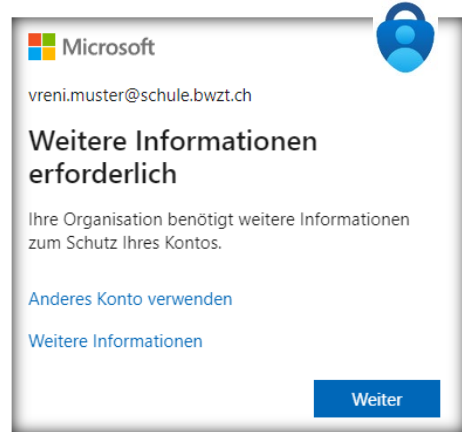 Microsoft
vreni.muster@schule.bwzt.ch
Weitere Informationen
erforderlich
Ihre Organisation benötigt weitere Informationen
zum Schutz Ihres Kontos.
Anderes Konto verwenden
Weitere Informationen
Weiter